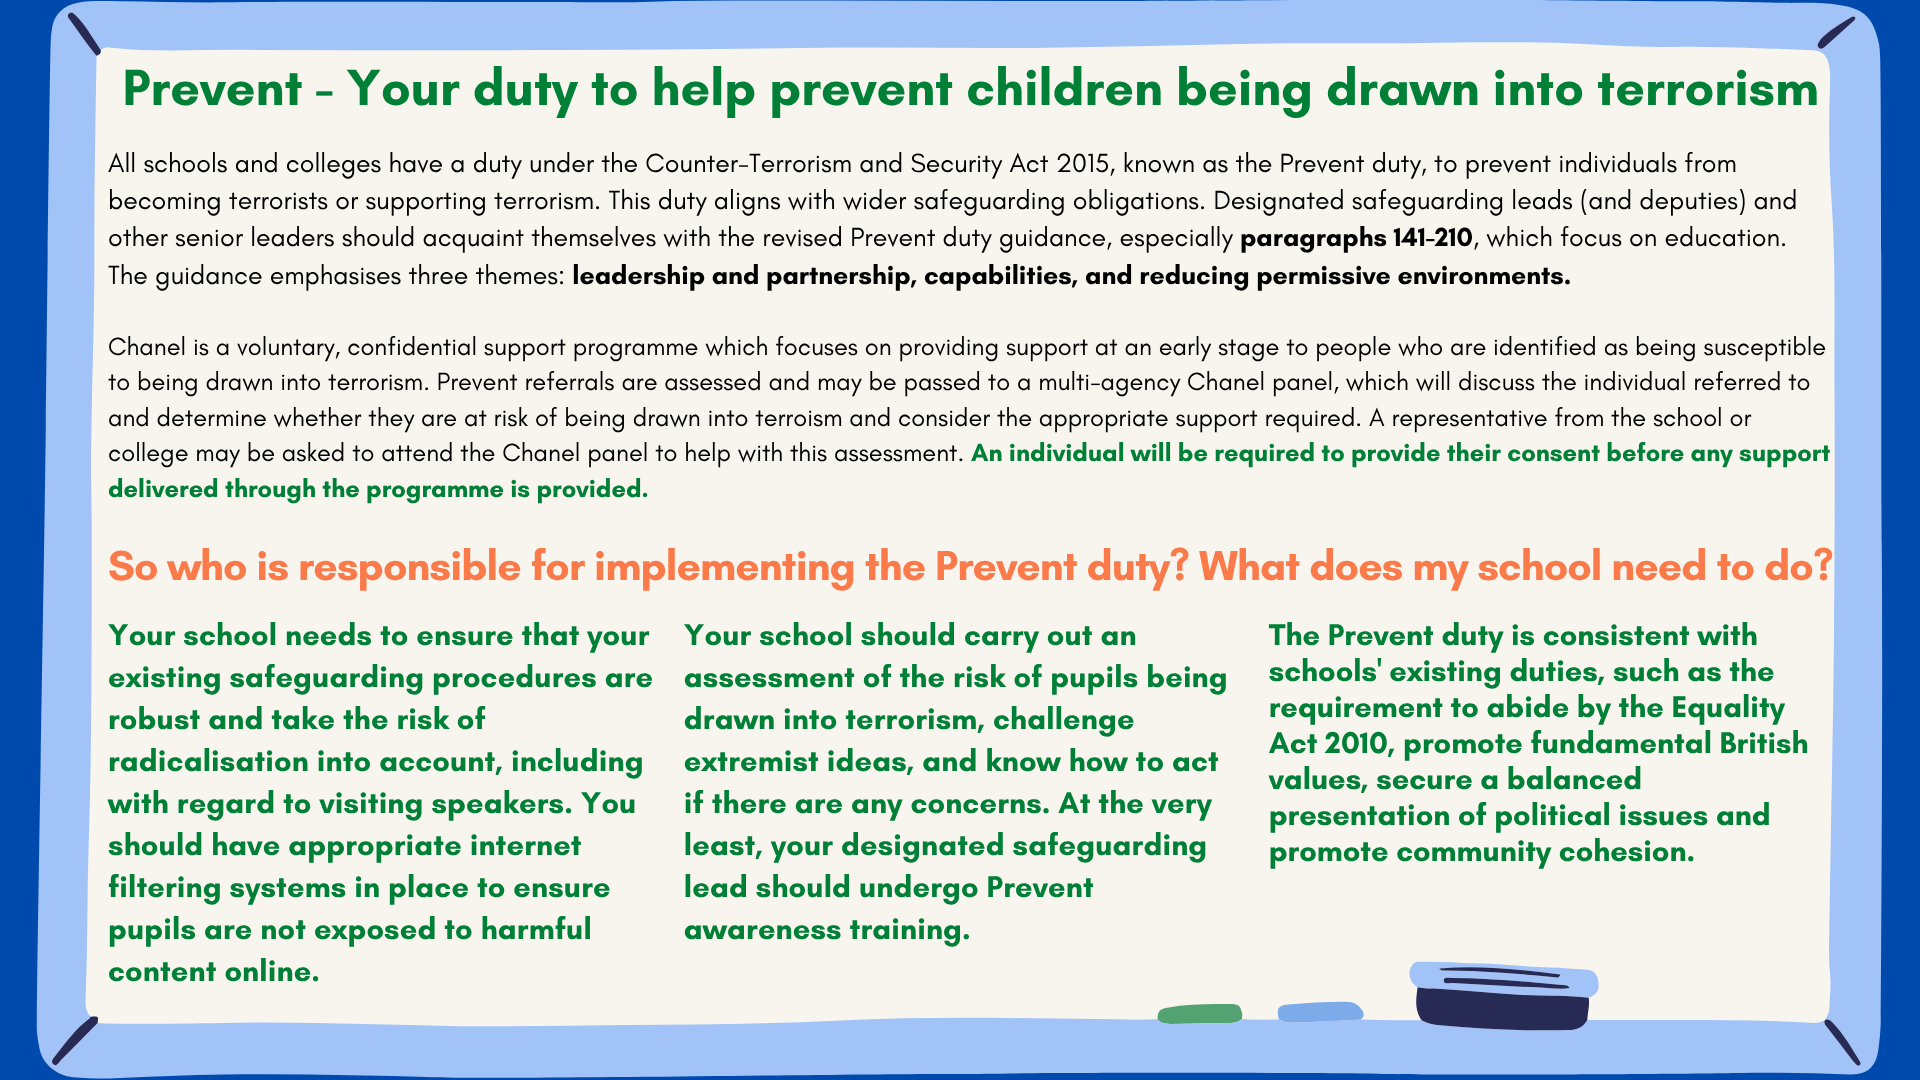 Prevent - Your duty to help prevent children being drawn into terrorism
All schools and colleges have a duty under the Counter-Terrorism and Security Act 2015, known as the Prevent duty, to prevent individuals from
becoming terrorists or supporting terrorism. This duty aligns with wider safeguarding obligations. Designated safeguarding leads (and deputies) and
other senior leaders should acquaint themselves with the revised Prevent duty guidance, especially paragraphs 141-210, which focus on education.
The guidance emphasises three themes: leadership and partnership, capabilities, and reducing permissive environments.
Chanel is a voluntary, confidential support programme which focuses on providing support at an early stage to people who are identified as being susceptible
to being drawn into terrorism. Prevent referrals are assessed and may be passed to a multi-agency Chanel panel, which will discuss the individual referred to
and determine whether they are at risk of being drawn into terroism and consider the appropriate support required. A representative from the school or
college may be asked to attend the Chanel panel to help with this assessment. An individual will be required to provide their consent before any support
delivered through the programme is provided.
So who is responsible for implementing the Prevent duty? What does my school need to do?
Your school needs to ensure that your
existing safeguarding procedures are
robust and take the risk of
radicalisation into account, including
with regard to visiting speakers. You
should have appropriate internet
filtering systems in place to ensure
pupils are not exposed to harmful
content online.
Your school should carry out an
assessment of the risk of pupils being
drawn into terrorism, challenge
extremist ideas, and know how to act
if there are any concerns. At the very
least, your designated safeguarding
lead should undergo Prevent
awareness training.
The Prevent duty is consistent with
schools' existing duties, such as the
requirement to abide by the Equality
Act 2010, promote fundamental British
values, secure a balanced
presentation of political issues and
promote community cohesion.